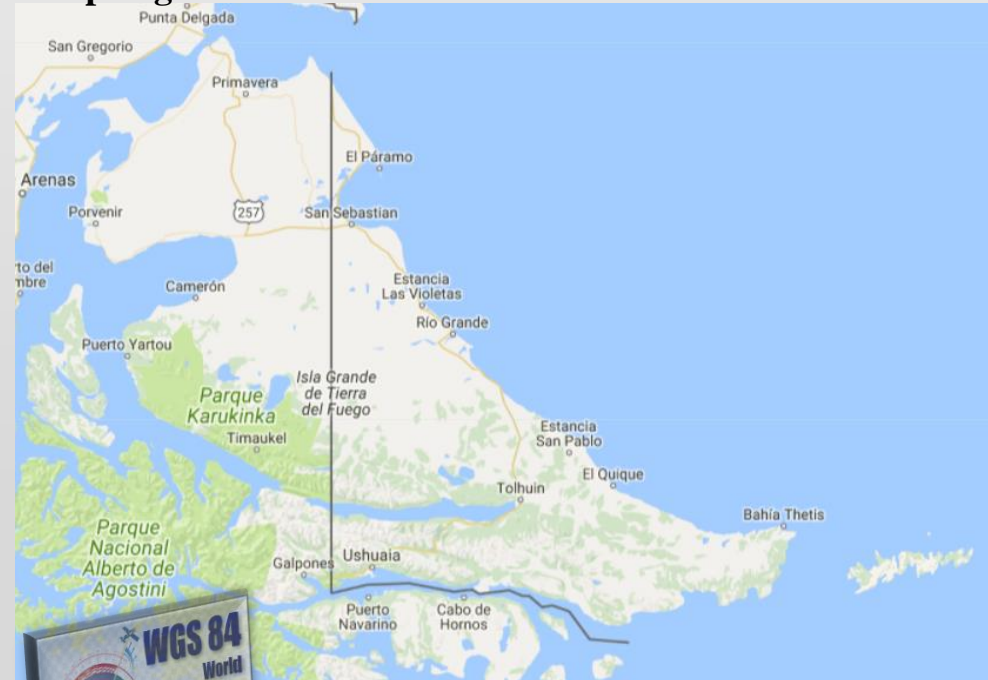 Punta Delgada
San Gregorio
Primavera
El Páramo
Arenas
Porvenir
257
San Sebastian
to del
mbre
Camerón
Estancia
Las Violetas
Río Grande
Puerto Yartou
Isla Grande
de Tierra
del Fuego
Parque
Karukinka
Timaukel
Estancia
San Pablo
El Quique
Tolhuin
Bahía Thetis
Parque
Nacional
Alberto de
Agostini
Galpones
Ushuaia
Puerto
Navarino
Cabo de
Hornos
WGS 84
World